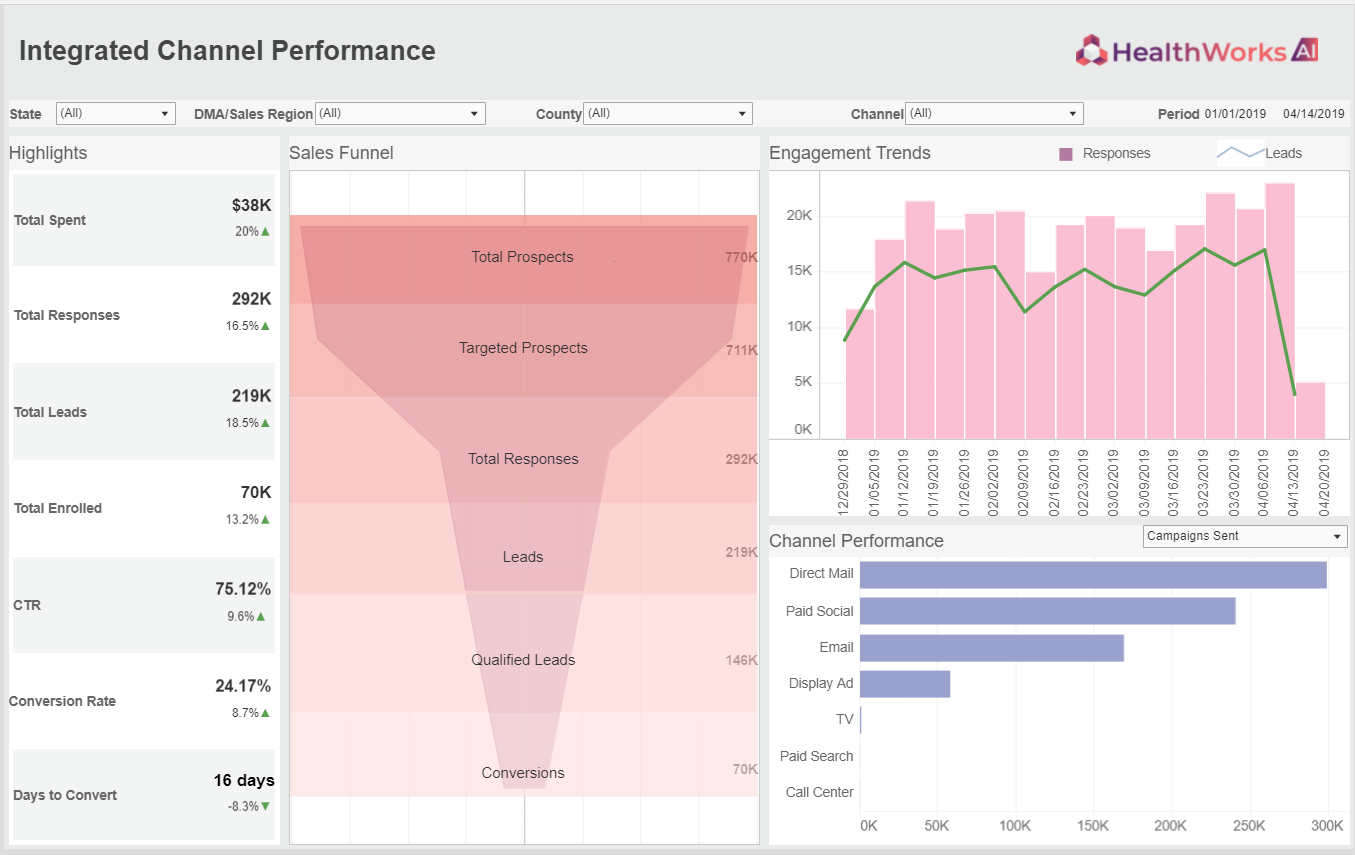 Integrated Channel Performance
HealthWorks AI
State (All) DMA/Sales Region (All) County (All) Channel (All) Period 01/01/2019 04/14/2019
Highlights
Total Spent
$38K
20%▲
Total Responses
292K
16.5%▲
Total Leads
219K
18.5%▲
Total Enrolled
70K
13.2%▲
CTR
75.12%
9.6%▲
Conversion Rate
24.17%
8.7%▲
Days to Convert
16 days
-8.3%▼
Sales Funnel
Total Prospects 770K
Targeted Prospects 711K
Total Responses 292K
Leads 219K
Qualified Leads 146K
Conversions 70K
Engagement Trends
Responses
Leads
20K
15K
10K
5K
0K
12/29/2018
01/05/2019
01/12/2019
01/19/2019
01/26/2019
02/02/2019
02/09/2019
02/16/2019
02/23/2019
03/02/2019
03/09/2019
03/16/2019
03/23/2019
03/30/2019
04/06/2019
04/13/2019
04/20/2019
Channel Performance
Campaigns Sent
Direct Mail
Paid Social
Email
Display Ad
TV
Paid Search
Call Center
0K 50K 100K 150K 200K 250K 300K